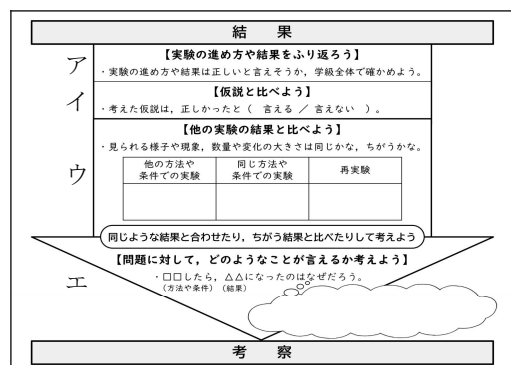 結 果
ア
【実験の進め方や結果をふり返ろう】
・実験の進め方や結果は正しいと言えそうか,学級全体で確かめよう。
イ
【仮説と比べよう】
・考えた仮説は,正しかったと( 言える / 言えない )。
ウ
【他の実験の結果と比べよう】
・見られる様子や現象,数量や変化の大きさは同じかな,ちがうかな。
他の方法や 同じ方法や 再実験
条件での実験 条件での実験
同じような結果と合わせたり,ちがう結果と比べたりして考えよう
エ
【問題に対して,どのようなことが言えるか考えよう】
・□□したら,△△になったのはなぜだろう。
(方法や条件) (結果)
考 察